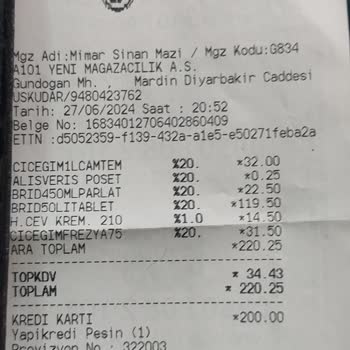 Mgz Adi:Mimar Sinan Mazi / Mgz Kodu:G834
A101 YENI MAGAZACILIK A.S.
Gundogan Mh. , Mardin Diyarbakir Caddesi
USKUDAR/9480423762
Tarih: 27/06/2024 Saat : 20:52
Belge No: 16834012706402860409
ETTN :d5052359-f139-432a-a1e5-e50271feba2a
CICEGIM1LCAMTEM %20. *32.00
ALISVERIS POSET %20. *0.25
BRID450MLPARLAT %20. *22.50
BRID50LITABLET %20. *119.50
H.CEV KREM. 210 %1.0 *14.50
CICEGIMFREZYA75 %20. *31.50
ARA TOPLAM *220.25
TOPKDV * 34.43
TOPLAM * 220.25
KREDI KARTI *200.00
Yapikredi Pesin (1)
Provizyon No : 322003